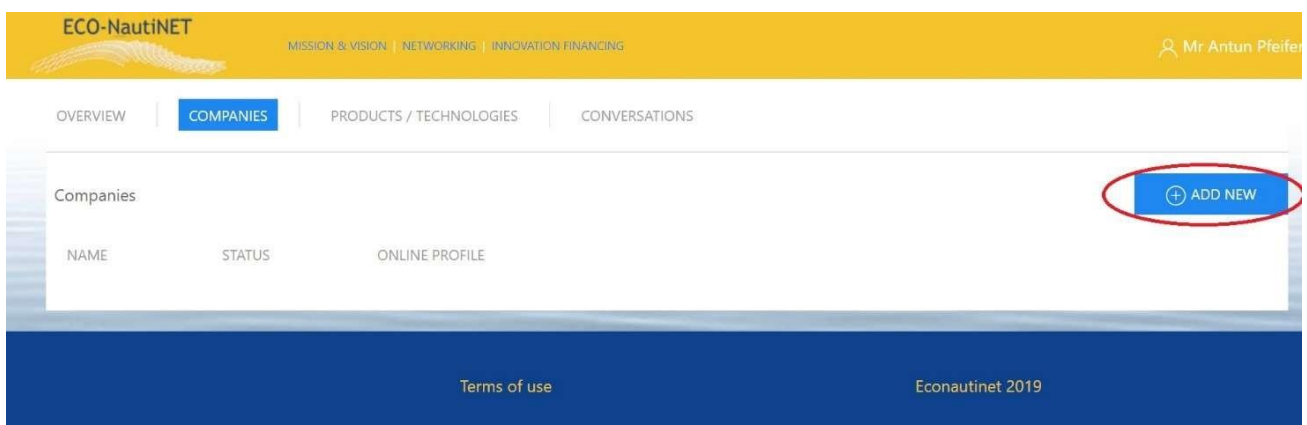 ECO-NautiNET
MISSION & VISION | NETWORKING | INNOVATION FINANCING
Mr Antun Pfeifer
OVERVIEW
COMPANIES
PRODUCTS / TECHNOLOGIES
CONVERSATIONS
Companies
ADD NEW
NAME
STATUS
ONLINE PROFILE
Terms of use
Econautinet 2019